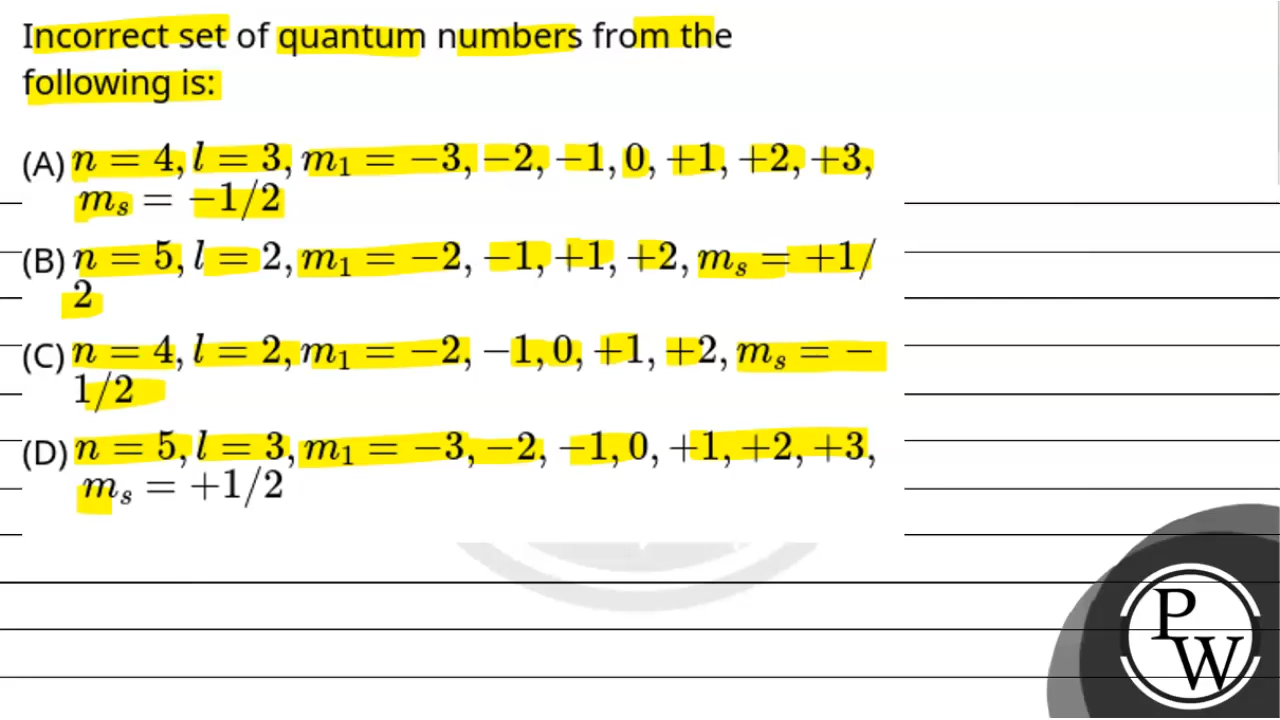 Incorrect set of quantum numbers from the
following is:
(A) n = 4, l = 3, m₁ = −3, −2, −1, 0, +1, +2, +3,
mₛ = −1/2
(B) n = 5, l = 2, m₁ = −2, −1, +1, +2, mₛ = +1/
2
(C) n = 4, l = 2, m₁ = −2, −1, 0, +1, +2, mₛ = −
1/2
(D) n = 5, l = 3, m₁ = −3, −2, −1, 0, +1, +2, +3,
mₛ = +1/2
P
W